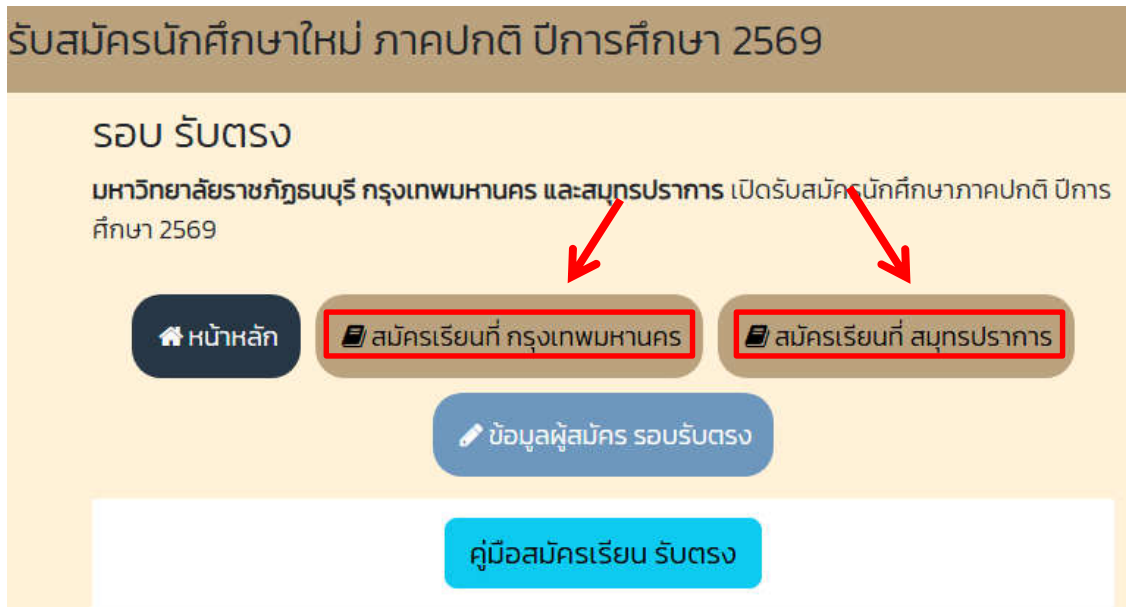 รับสมัครนักศึกษาใหม่ ภาคปกติ ปีการศึกษา 2569
รอบ รับตรง
มหาวิทยาลัยราชภัฏธนบุรี กรุงเทพมหานคร และสมุทรปราการ เปิดรับสมัครนักศึกษาภาคปกติ ปีการ
ศึกษา 2569
หน้าหลัก
สมัครเรียนที่ กรุงเทพมหานคร
สมัครเรียนที่ สมุทรปราการ
ข้อมูลผู้สมัคร รอบรับตรง
คู่มือสมัครเรียน รับตรง